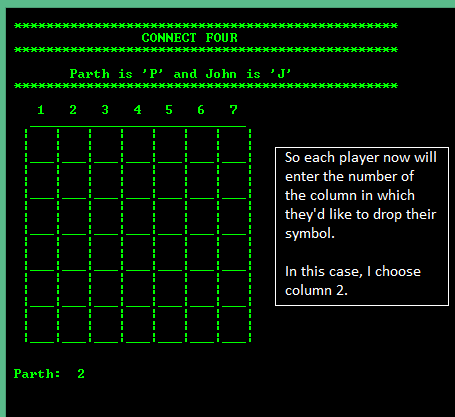 ************************************************
CONNECT FOUR
************************************************
Parth is 'P' and John is 'J'
************************************************
1 2 3 4 5 6 7
So each player now will
enter the number of
the column in which
they'd like to drop their
symbol.
In this case, I choose
column 2.
Parth: 2